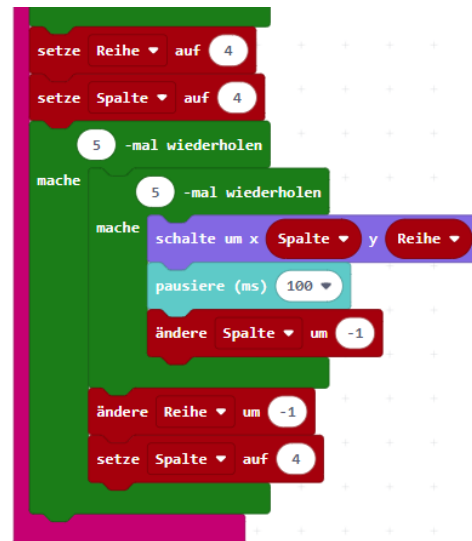 setze Reihe auf 4
setze Spalte auf 4
5 -mal wiederholen
mache
5 -mal wiederholen
mache
schalte um x Spalte y Reihe
pausiere (ms) 100
ändere Spalte um -1
ändere Reihe um -1
setze Spalte auf 4